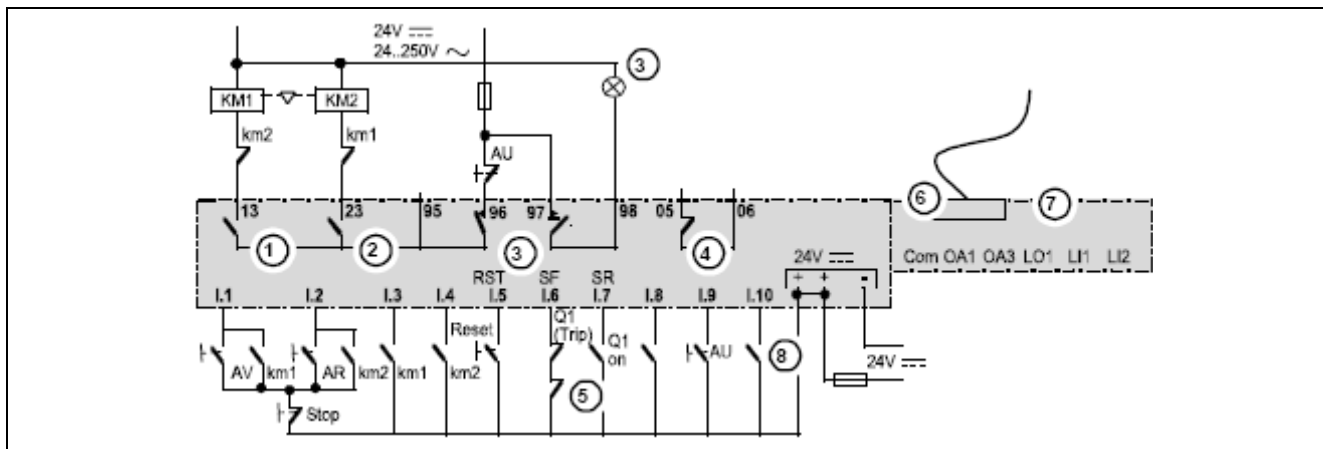 24V ⎓
24..250V ∼
3
KM1 KM2
km2 km1
AU
6 7
13 23 95 96 97 98 05 06
1 2 3 4
24V ⎓
Com OA1 OA3 LO1 LI1 LI2
RST SF SR
+ + -
I.1 I.2 I.3 I.4 I.5 I.6 I.7 I.8 I.9 I.10
Q1
(Trip)
Reset
Q1
on
AV km1 AR km2 km1 km2 AU 8 24V ⎓
5
Stop